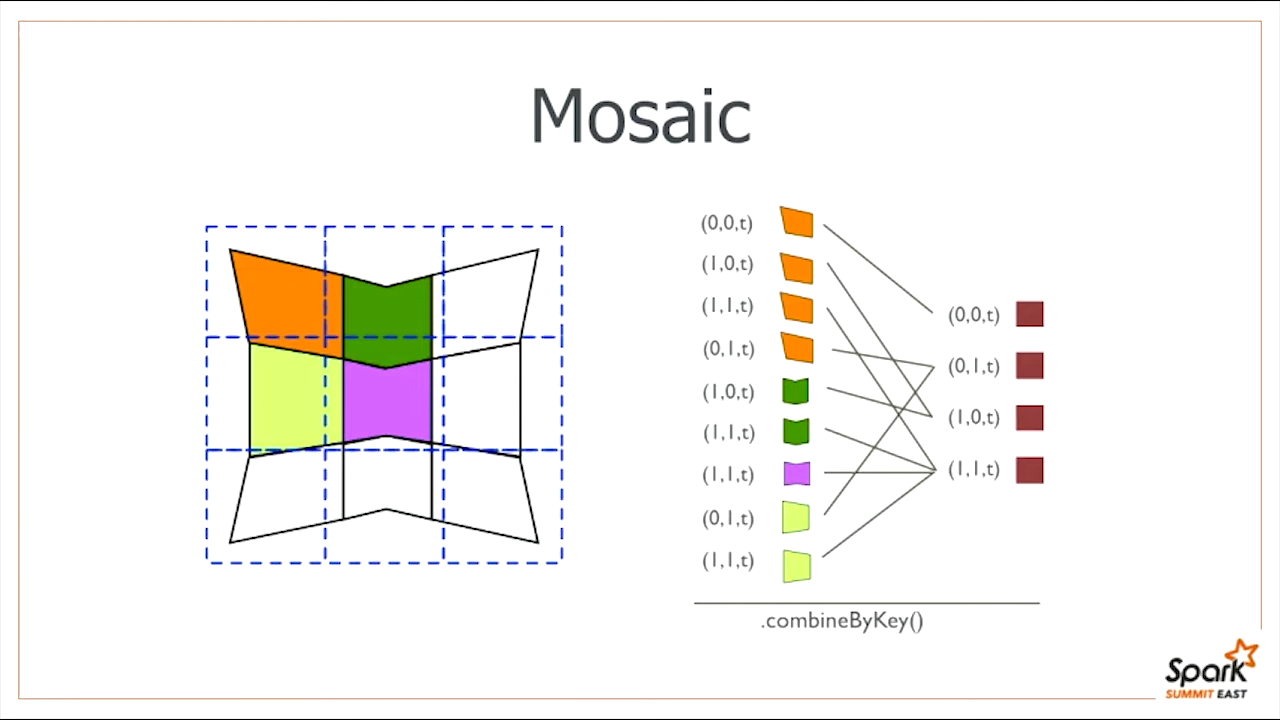 Mosaic
(0,0,t)
(1,0,t)
(1,1,t)
(0,1,t)
(1,0,t)
(1,1,t)
(1,1,t)
(0,1,t)
(1,1,t)
(0,0,t)
(0,1,t)
(1,0,t)
(1,1,t)
.combineByKey()
Spark
SUMMIT EAST